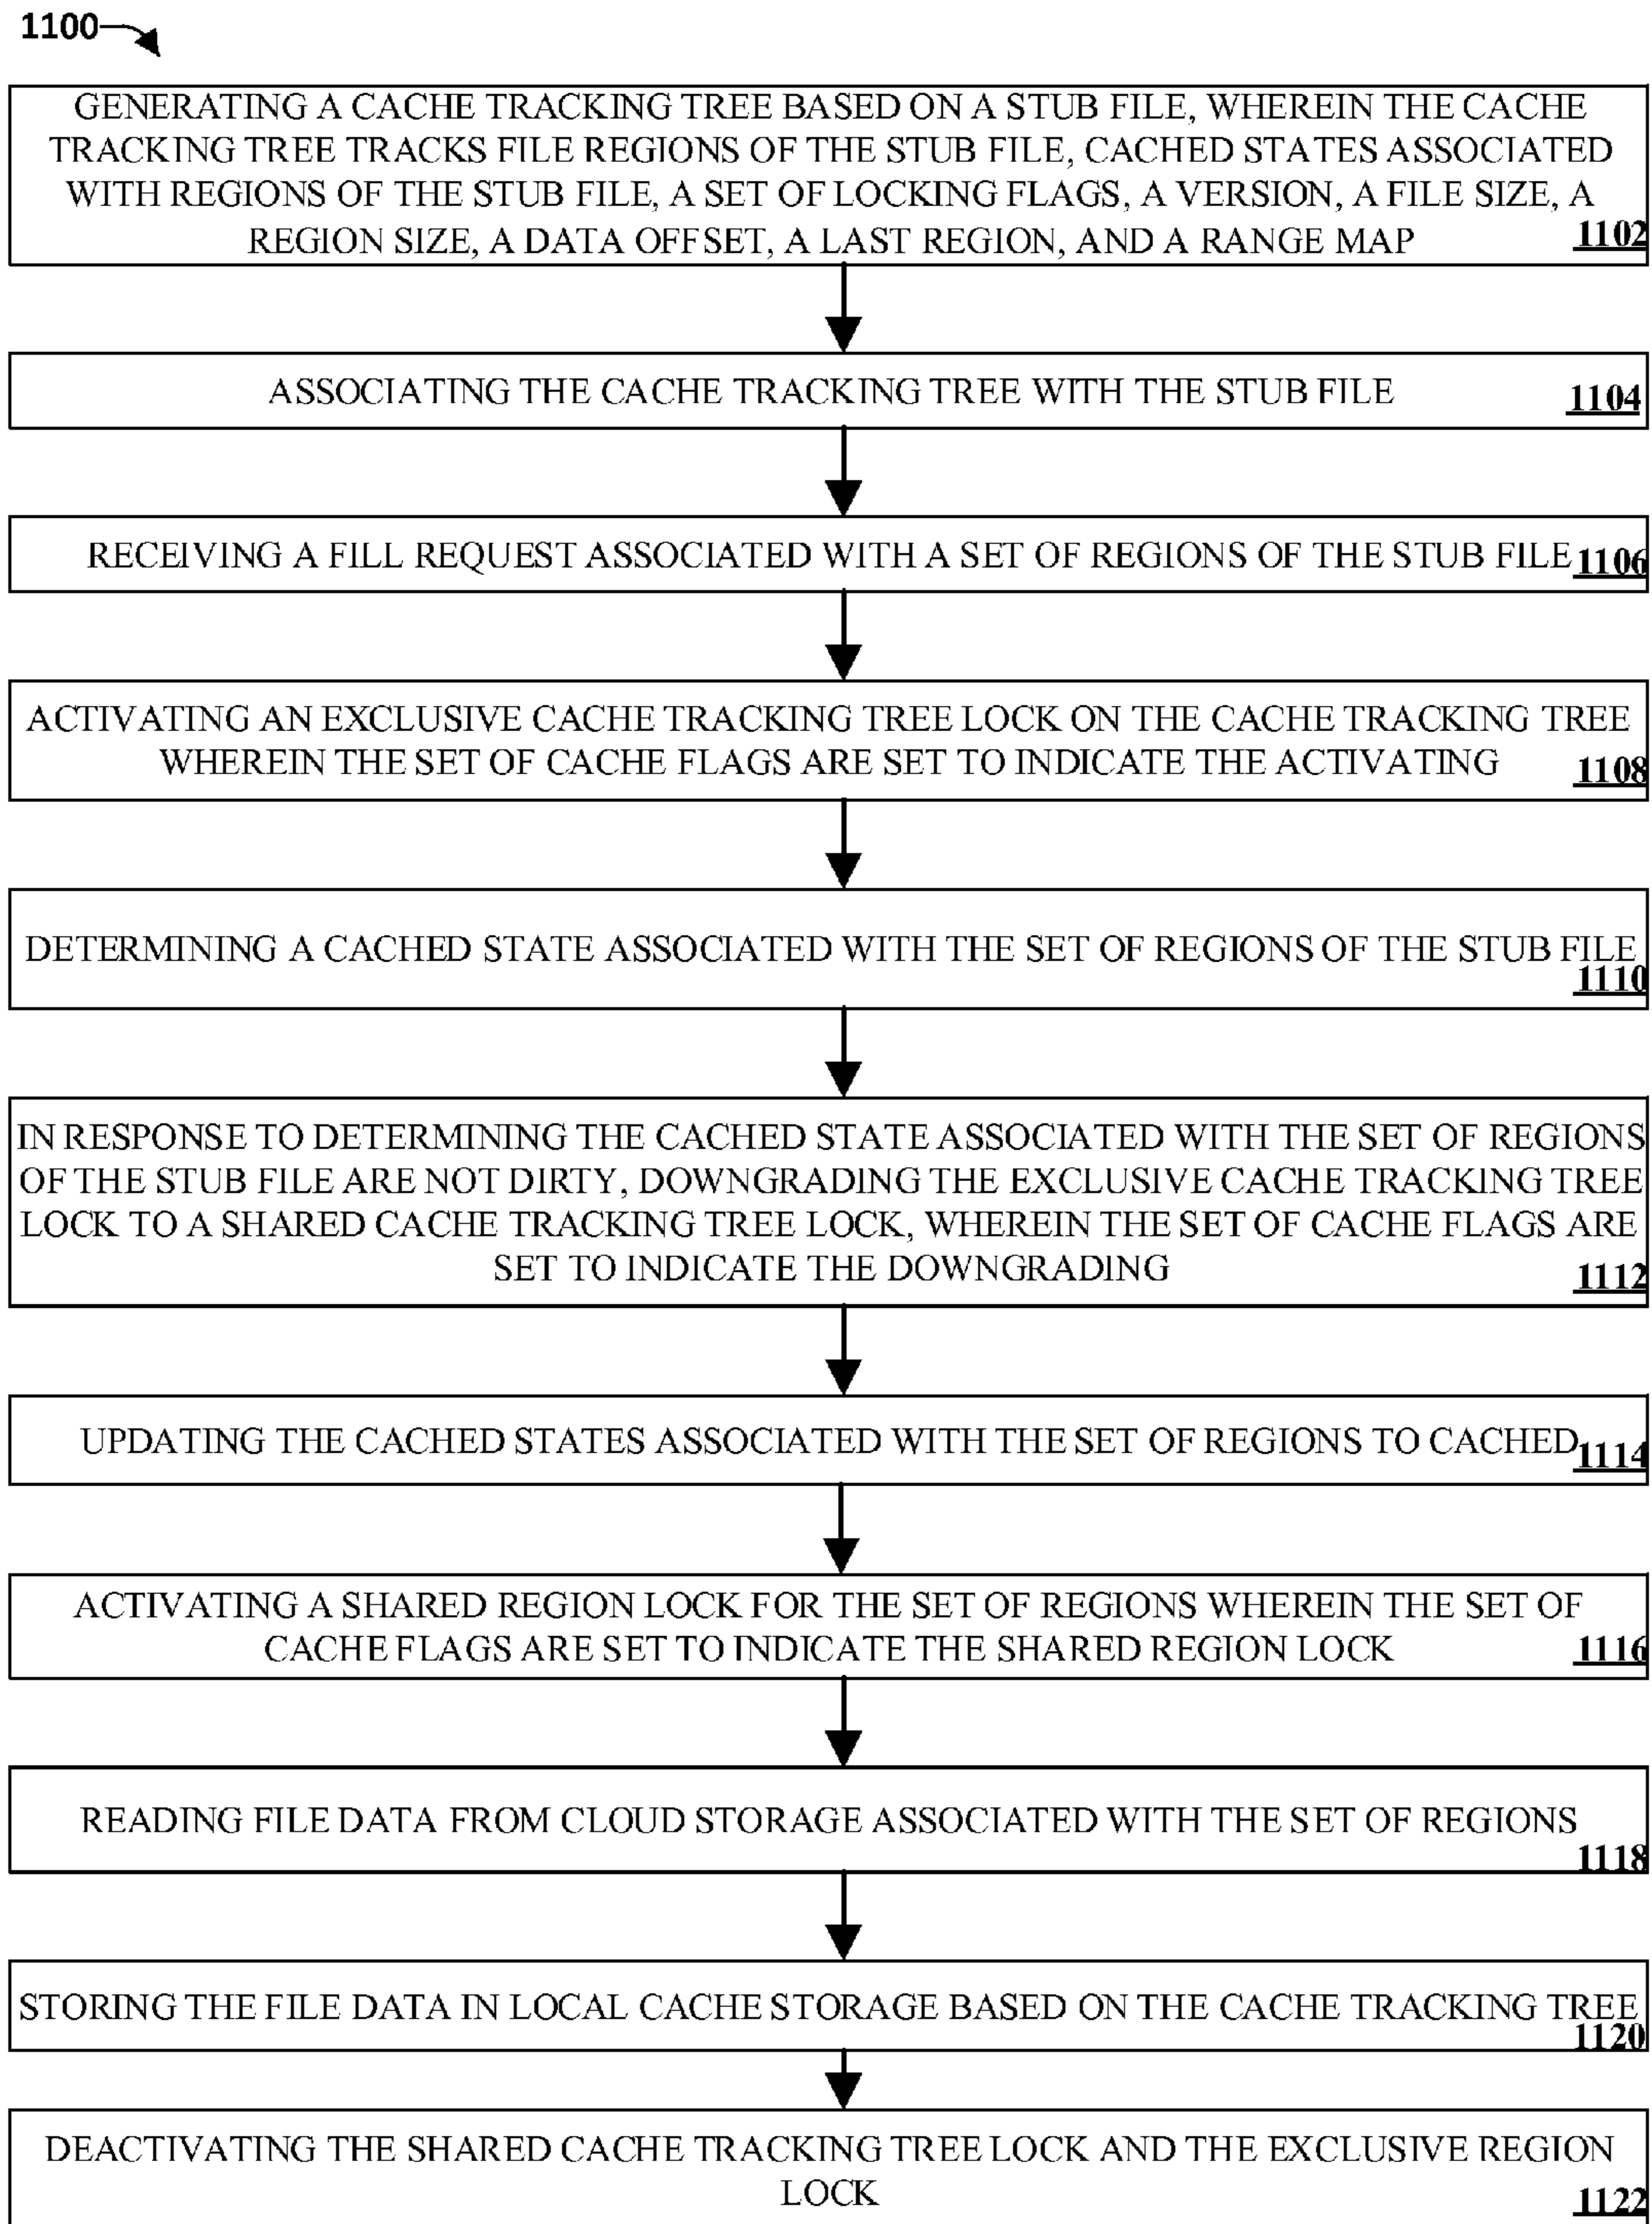 1100
GENERATING A CACHE TRACKING TREE BASED ON A STUB FILE, WHEREIN THE CACHE
TRACKING TREE TRACKS FILE REGIONS OF THE STUB FILE, CACHED STATES ASSOCIATED
WITH REGIONS OF THE STUB FILE, A SET OF LOCKING FLAGS, A VERSION, A FILE SIZE, A
REGION SIZE, A DATA OFFSET, A LAST REGION, AND A RANGE MAP 1102
ASSOCIATING THE CACHE TRACKING TREE WITH THE STUB FILE 1104
RECEIVING A FILL REQUEST ASSOCIATED WITH A SET OF REGIONS OF THE STUB FILE 1106
ACTIVATING AN EXCLUSIVE CACHE TRACKING TREE LOCK ON THE CACHE TRACKING TREE
WHEREIN THE SET OF CACHE FLAGS ARE SET TO INDICATE THE ACTIVATING 1108
DETERMINING A CACHED STATE ASSOCIATED WITH THE SET OF REGIONS OF THE STUB FILE
1110
IN RESPONSE TO DETERMINING THE CACHED STATE ASSOCIATED WITH THE SET OF REGIONS
OF THE STUB FILE ARE NOT DIRTY, DOWNGRADING THE EXCLUSIVE CACHE TRACKING TREE
LOCK TO A SHARED CACHE TRACKING TREE LOCK, WHEREIN THE SET OF CACHE FLAGS ARE
SET TO INDICATE THE DOWNGRADING 1112
UPDATING THE CACHED STATES ASSOCIATED WITH THE SET OF REGIONS TO CACHED 1114
ACTIVATING A SHARED REGION LOCK FOR THE SET OF REGIONS WHEREIN THE SET OF
CACHE FLAGS ARE SET TO INDICATE THE SHARED REGION LOCK 1116
READING FILE DATA FROM CLOUD STORAGE ASSOCIATED WITH THE SET OF REGIONS
1118
STORING THE FILE DATA IN LOCAL CACHE STORAGE BASED ON THE CACHE TRACKING TREE
1120
DEACTIVATING THE SHARED CACHE TRACKING TREE LOCK AND THE EXCLUSIVE REGION
LOCK 1122